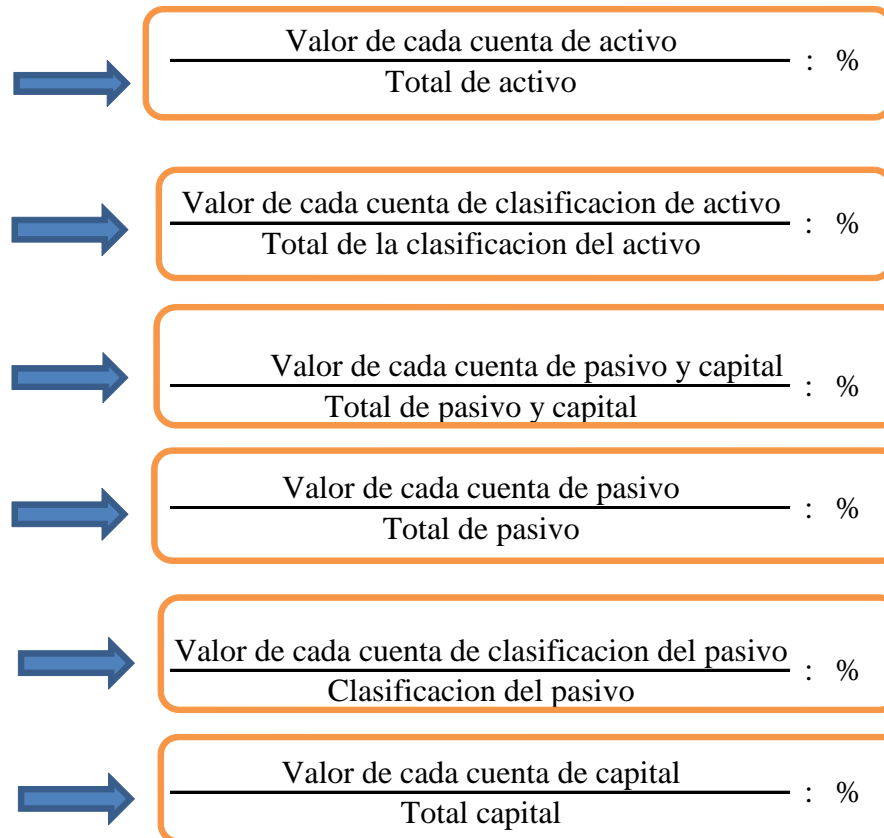 Valor de cada cuenta de activo
Total de activo : %
Valor de cada cuenta de clasificacion de activo
Total de la clasificacion del activo : %
Valor de cada cuenta de pasivo y capital
Total de pasivo y capital : %
Valor de cada cuenta de pasivo
Total de pasivo : %
Valor de cada cuenta de clasificacion del pasivo
Clasificacion del pasivo : %
Valor de cada cuenta de capital
Total capital : %